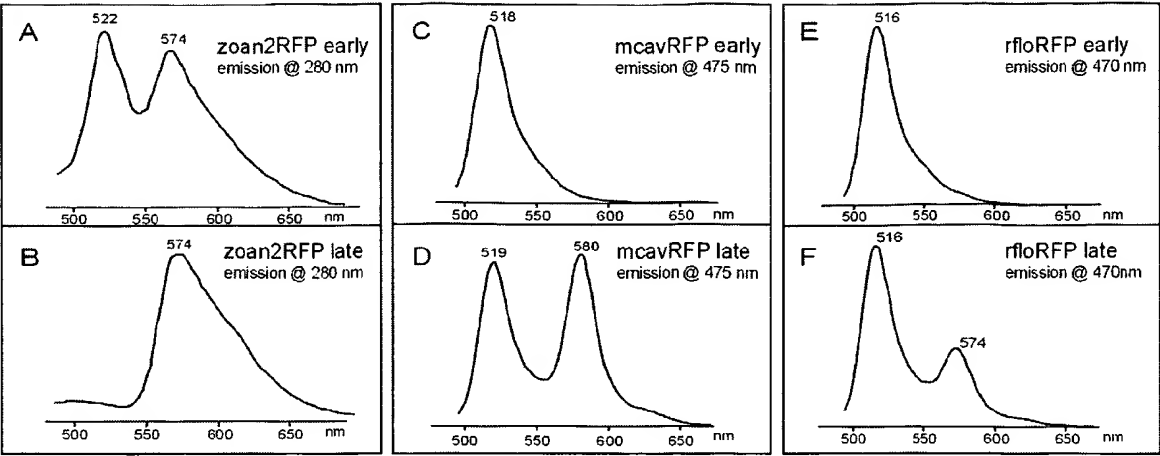 A
522
574
zoan2RFP early
emission @ 280 nm
500 550 600 650 nm
B
574
zoan2RFP late
emission @ 280 nm
500 550 600 650 nm
C
518
mcavRFP early
emission @ 475 nm
500 550 600 650 nm
D
519
580
mcavRFP late
emission @ 475 nm
500 550 600 650 nm
E
516
rfloRFP early
emission @ 470 nm
500 550 600 650 nm
F
516
574
rfloRFP late
emission @ 470nm
500 550 600 650 nm